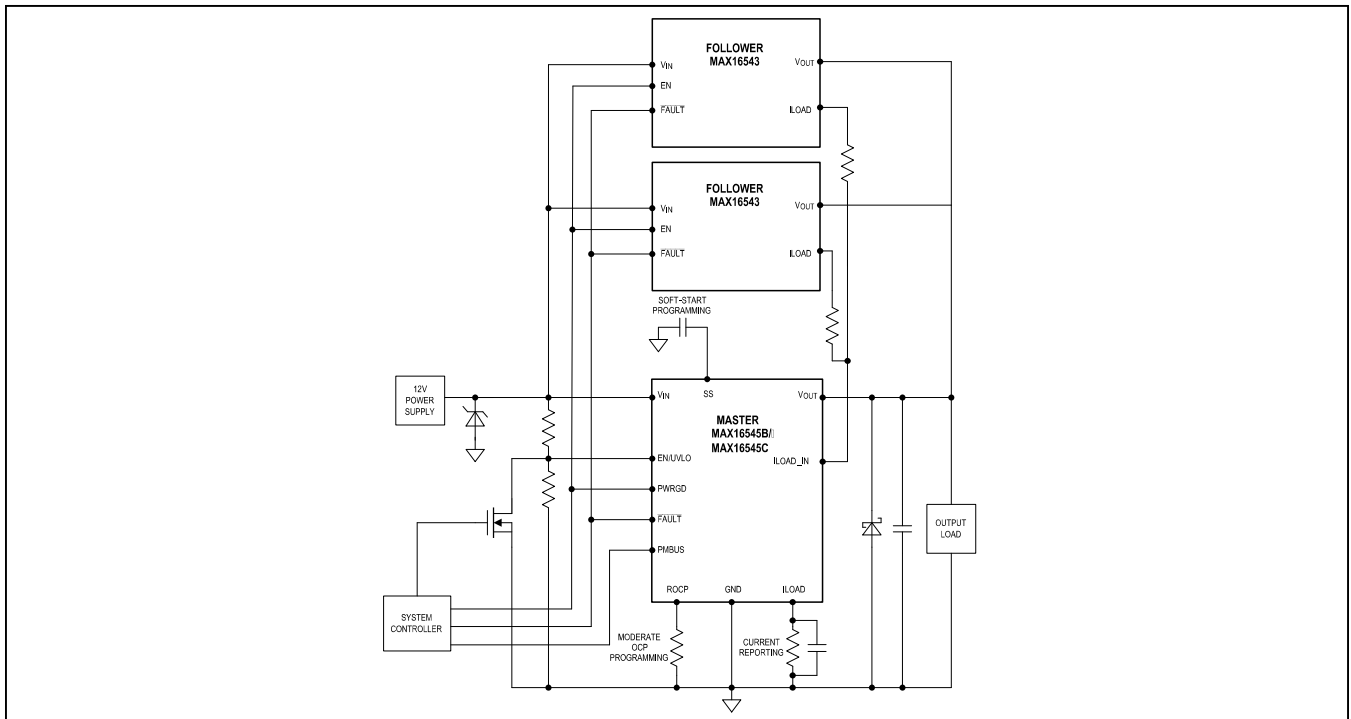 FOLLOWER
MAX16543
VIN
EN
FAULT
VOUT
ILOAD
FOLLOWER
MAX16543
VIN
EN
FAULT
VOUT
ILOAD
SOFT-START
PROGRAMMING
12V
POWER
SUPPLY
VIN
SS
VOUT
MASTER
MAX16545B/
MAX16545C
ILOAD_IN
EN/UVLO
PWRGD
FAULT
PMBUS
ROCP
GND
ILOAD
OUTPUT
LOAD
SYSTEM
CONTROLLER
MODERATE
OCP
PROGRAMMING
CURRENT
REPORTING